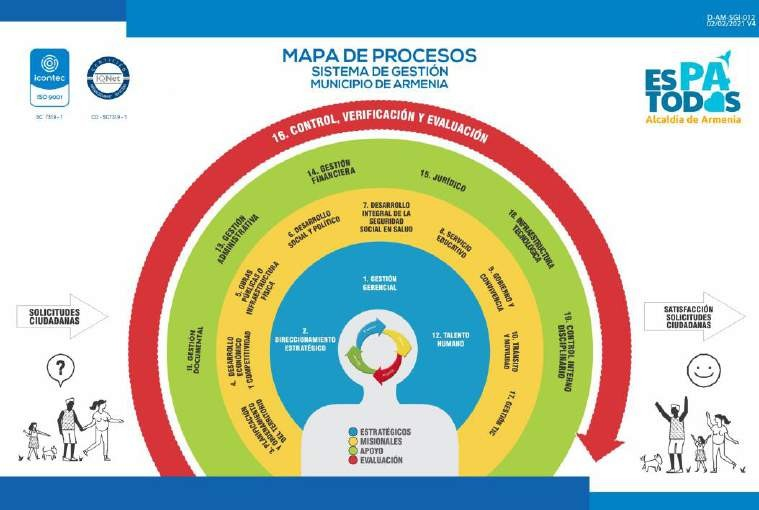 D-AM-SGI-012
02/02/2021 V4
MAPA DE PROCESOS
SISTEMA DE GESTIÓN
MUNICIPIO DE ARMENIA
icontec
ISO 9001
IQNet
ES PA
TODOS
Alcaldía de Armenia
16. CONTROL, VERIFICACIÓN Y EVALUACIÓN
14. GESTIÓN
FINANCIERA
15. JURÍDICO
13. GESTIÓN
ADMINISTRATIVA
18. INFRAESTRUCTURA
TECNOLÓGICA
11. GESTIÓN
DOCUMENTAL
19. CONTROL INTERNO
DISCIPLINARIO
7. DESARROLLO
INTEGRAL DE LA
SEGURIDAD
SOCIAL EN SALUD
6. DESARROLLO
SOCIAL Y POLÍTICO
8. SERVICIO
EDUCATIVO
5. OBRAS
PÚBLICAS O
INFRAESTRUCTURA
FÍSICA
9. GOBIERNO Y
CONVIVENCIA
4. DESARROLLO
ECONÓMICO
Y COMPETITIVIDAD
10. TRÁNSITO
Y MOVILIDAD
3. PLANIFICACIÓN
Y ORDENAMIENTO
DEL TERRITORIO
17. GESTIÓN TIC
1. GESTIÓN
GERENCIAL
2.
DIRECCIONAMIENTO
ESTRATÉGICO
12. TALENTO
HUMANO
SOLICITUDES
CIUDADANAS
?
SATISFACCIÓN
SOLICITUDES
CIUDADANAS
ESTRATÉGICOS
MISIONALES
APOYO
EVALUACIÓN